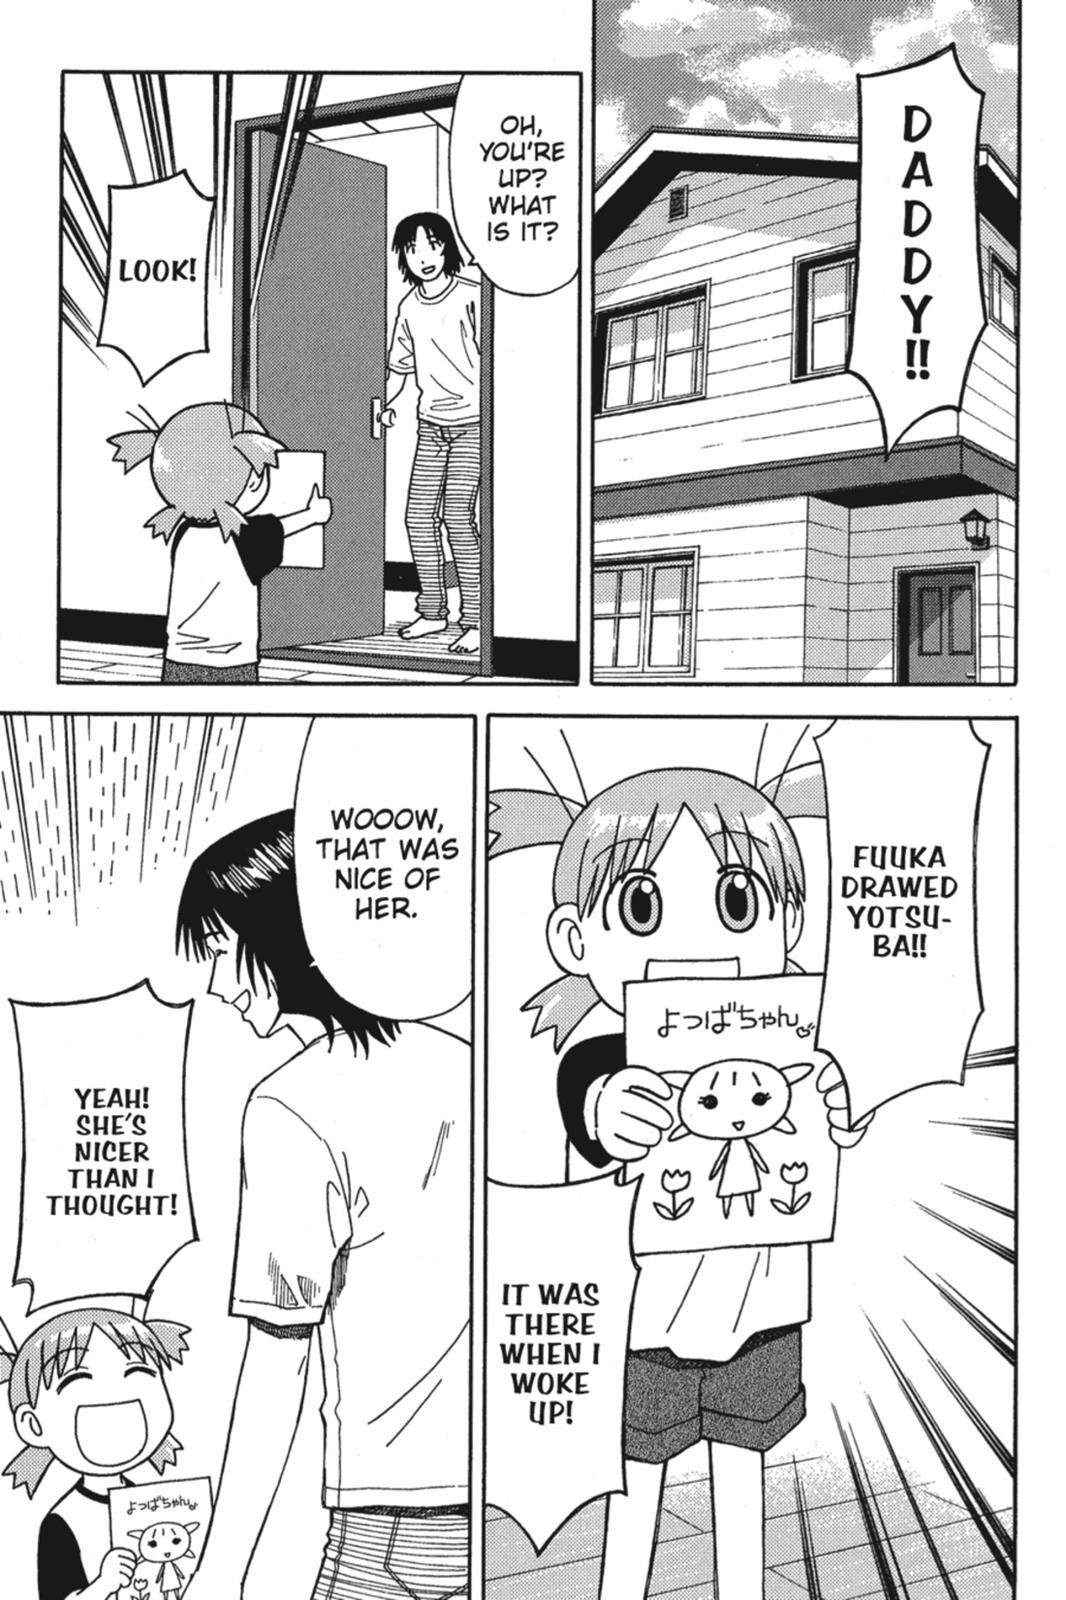 DADDY!!
OH,
YOU'RE
UP?
WHAT
IS IT?
LOOK!
FUUKA
DRAWED
YOTSU-
BA!!
よつばちゃん
IT WAS
THERE
WHEN I
WOKE
UP!
WOOOW,
THAT WAS
NICE OF
HER.
YEAH!
SHE'S
NICER
THAN I
THOUGHT!
よつばちゃん